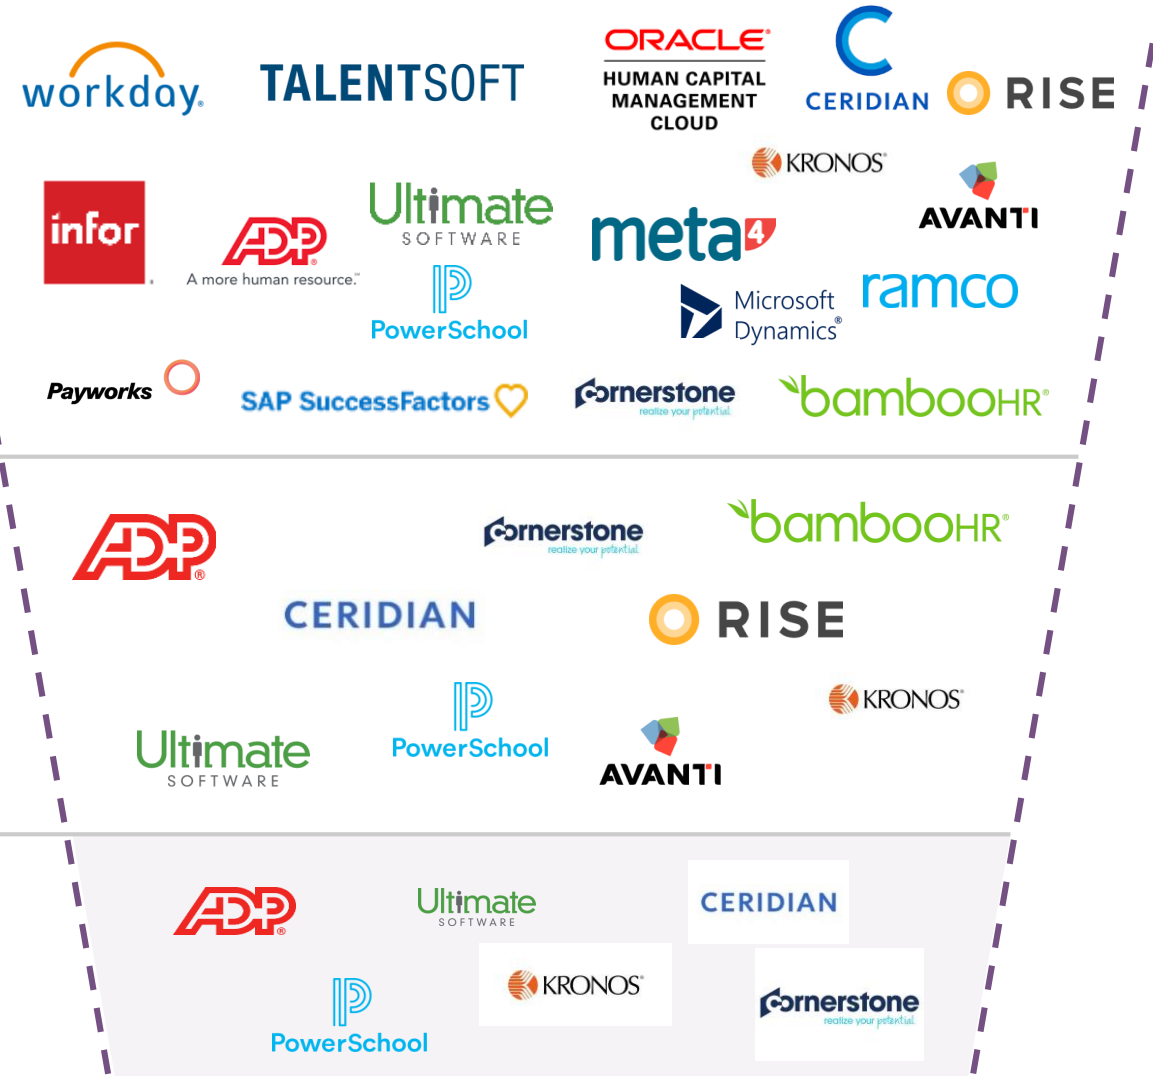 workday®
TALENTSOFT
ORACLE®
HUMAN CAPITAL
MANAGEMENT
CLOUD
CERIDIAN
RISE
KRONOS®
infor®
ADP®
A more human resource.℠
Ultimate
SOFTWARE
PowerSchool
meta4
AVANTI
Microsoft
Dynamics®
ramco
Payworks
SAP SuccessFactors
Cornerstone
realize your potential.
bambooHR®
ADP®
Cornerstone
realize your potential.
bambooHR®
CERIDIAN
RISE
Ultimate
SOFTWARE
PowerSchool
AVANTI
KRONOS®
ADP®
Ultimate
SOFTWARE
CERIDIAN
PowerSchool
KRONOS®
Cornerstone
realize your potential.